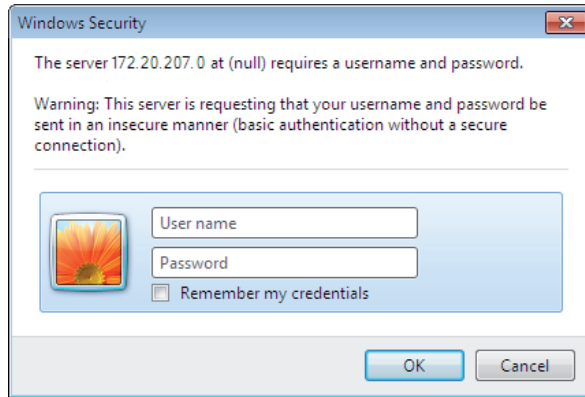 Windows Security
The server 172.20.207.0 at (null) requires a username and password.
Warning: This server is requesting that your username and password be
sent in an insecure manner (basic authentication without a secure
connection).
User name
Password
Remember my credentials
OK
Cancel